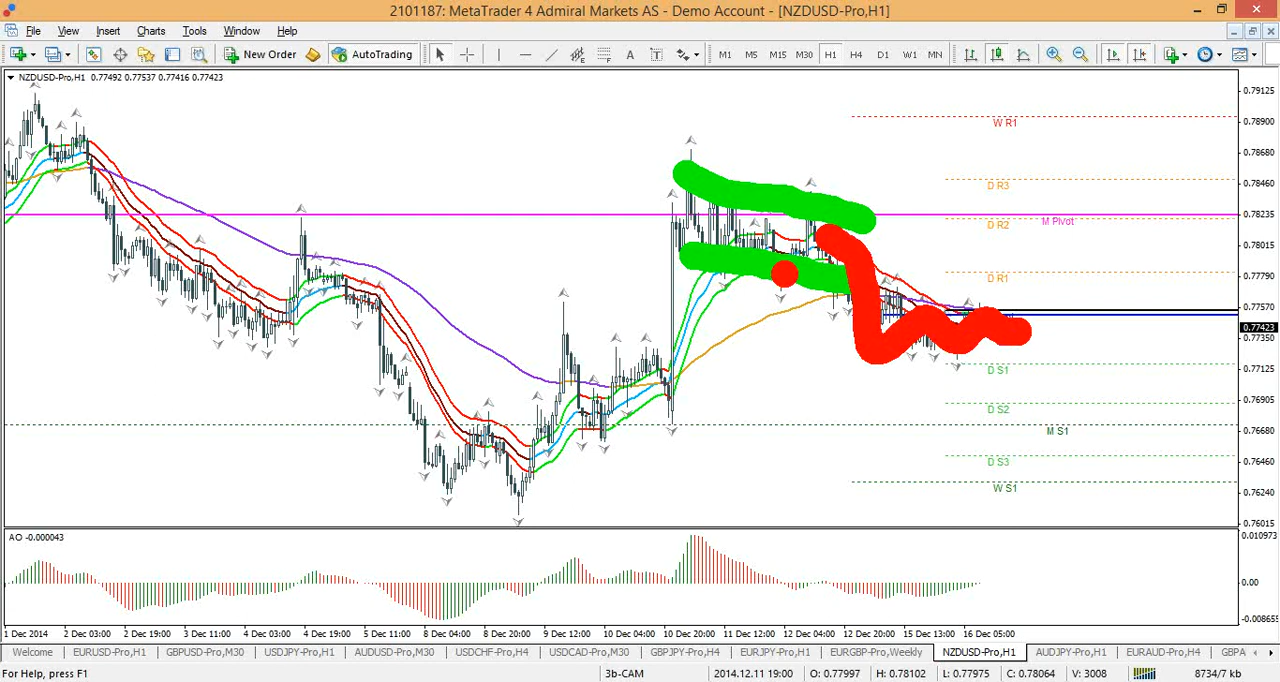 2101187: MetaTrader 4 Admiral Markets AS - Demo Account - [NZDUSD-Pro,H1]
File View Insert Charts Tools Window Help
New Order AutoTrading A T M1 M5 M15 M30 H1 H4 D1 W1 MN
NZDUSD-Pro,H1 0.77492 0.77537 0.77416 0.77423
0.79125
0.78900
W R1
0.78680
D R3
0.78460
0.78235
M Pivot
D R2
0.78015
D R1
0.77790
0.77570
0.77423
0.77350
D S1
0.77125
D S2
0.76905
M S1
0.76680
D S3
0.76460
W S1
0.76240
0.76015
AO -0.000043
0.010973
0.00
-0.008655
1 Dec 2014 2 Dec 03:00 2 Dec 19:00 3 Dec 11:00 4 Dec 03:00 4 Dec 19:00 5 Dec 11:00 8 Dec 04:00 8 Dec 20:00 9 Dec 12:00 10 Dec 04:00 10 Dec 20:00 11 Dec 12:00 12 Dec 04:00 12 Dec 20:00 15 Dec 13:00 16 Dec 05:00
Welcome EURUSD-Pro,H1 GBPUSD-Pro,M30 USDJPY-Pro,H1 AUDUSD-Pro,M30 USDCHF-Pro,H4 USDCAD-Pro,M30 GBPJPY-Pro,H4 EURJPY-Pro,H1 EURGBP-Pro,Weekly NZDUSD-Pro,H1 AUDJPY-Pro,H1 EURAUD-Pro,H4 GBPA
For Help, press F1 3b-CAM 2014.12.11 19:00 O: 0.77997 H: 0.78102 L: 0.77975 C: 0.78064 V: 3008 8734/7 kb